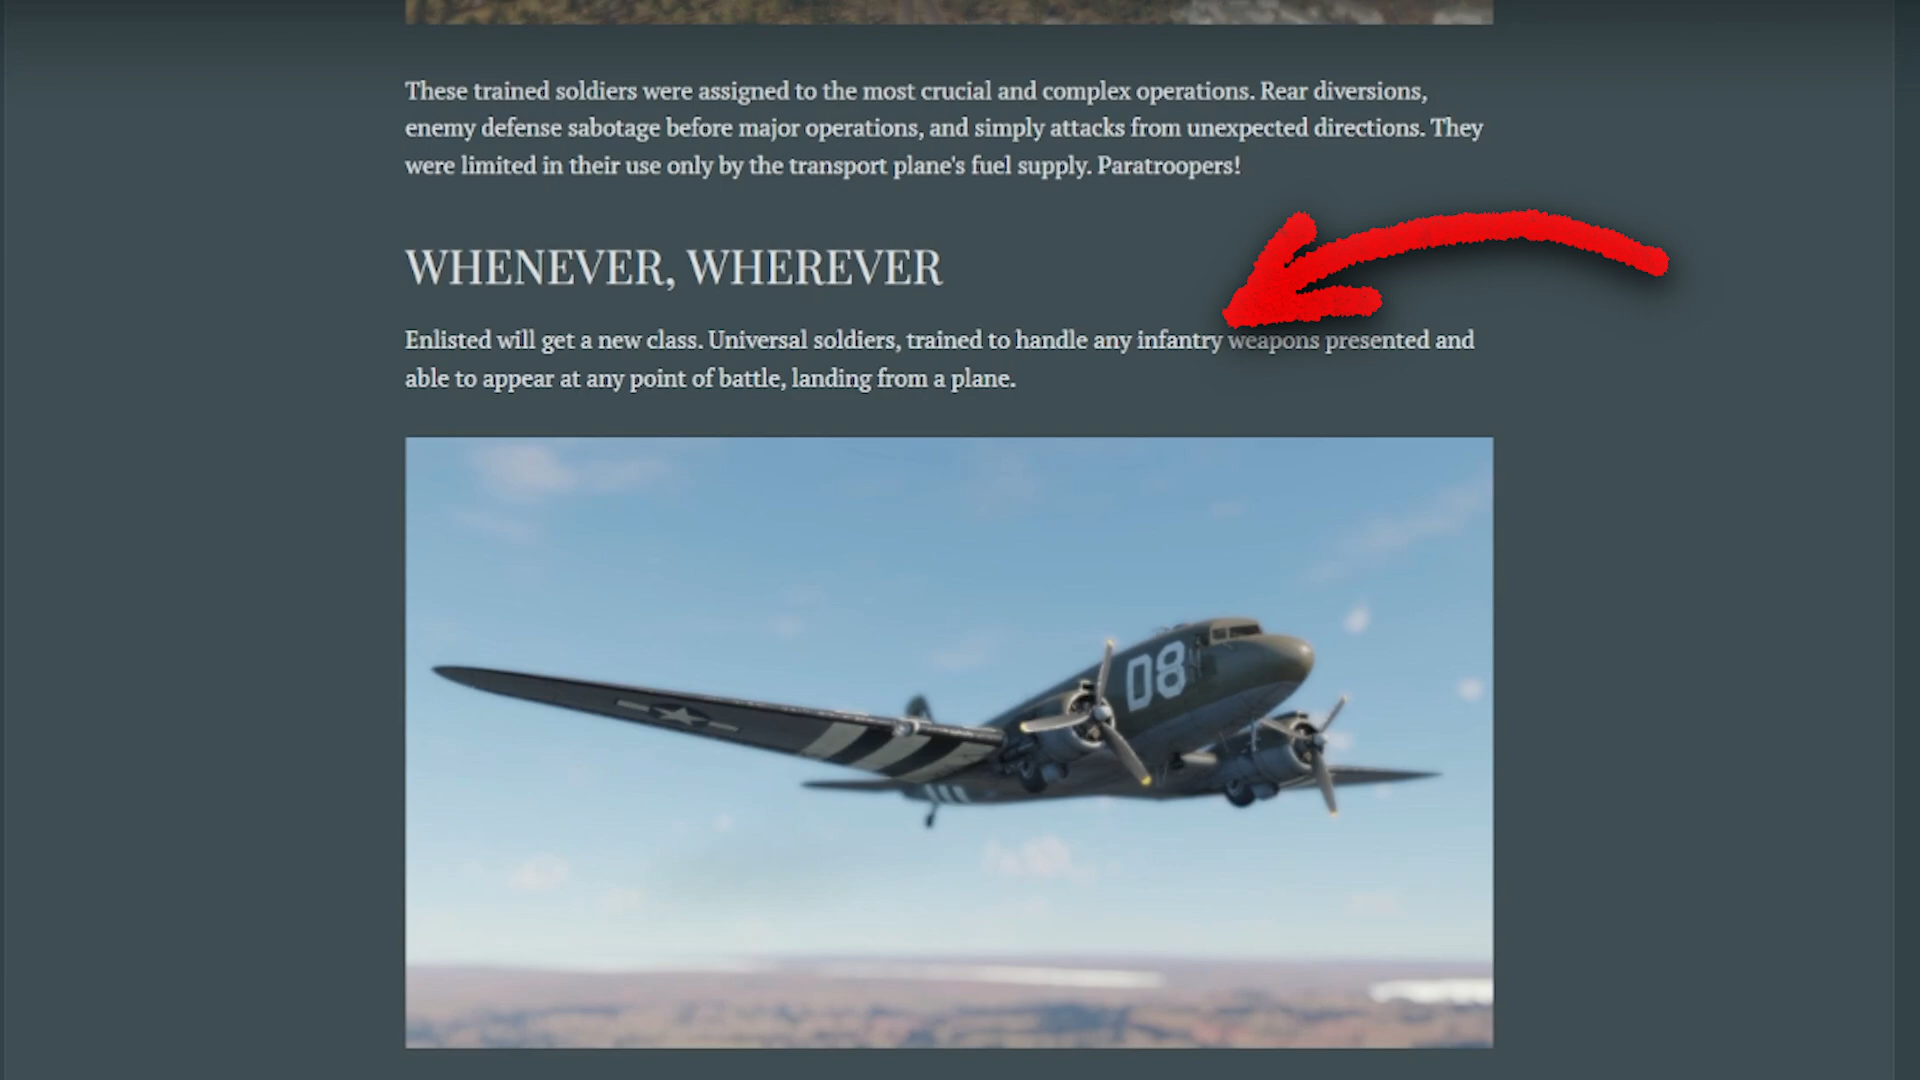 These trained soldiers were assigned to the most crucial and complex operations. Rear diversions,
enemy defense sabotage before major operations, and simply attacks from unexpected directions. They
were limited in their use only by the transport plane's fuel supply. Paratroopers!
WHENEVER, WHEREVER
Enlisted will get a new class. Universal soldiers, trained to handle any infantry weapons presented and
able to appear at any point of battle, landing from a plane.
08